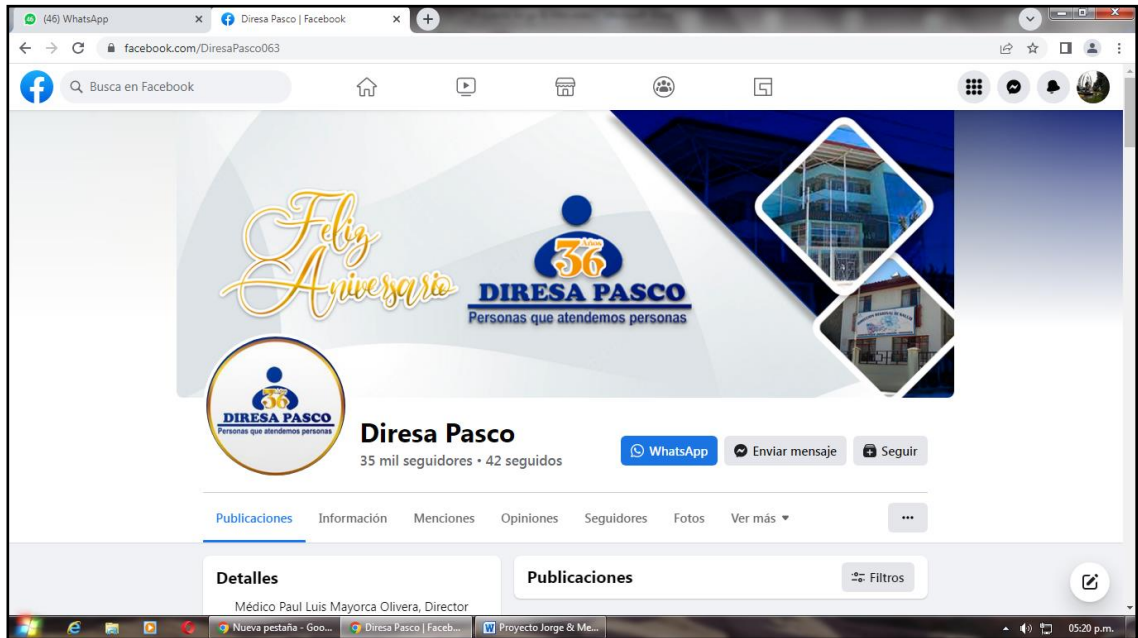 (46) WhatsApp
Diresa Pasco | Facebook
facebook.com/DiresaPasco063
Busca en Facebook
Feliz
Aniversario
36
Años
DIRESA PASCO
Personas que atendemos personas
36
DIRESA PASCO
Personas que atendemos personas
Diresa Pasco
35 mil seguidores • 42 seguidos
WhatsApp
Enviar mensaje
Seguir
Publicaciones
Información
Menciones
Opiniones
Seguidores
Fotos
Ver más
Detalles
Médico Paul Luis Mayorca Olivera, Director
Publicaciones
Filtros
Nueva pestaña - Goo...
Diresa Pasco | Faceb...
Proyecto Jorge & Me...
05:20 p.m.